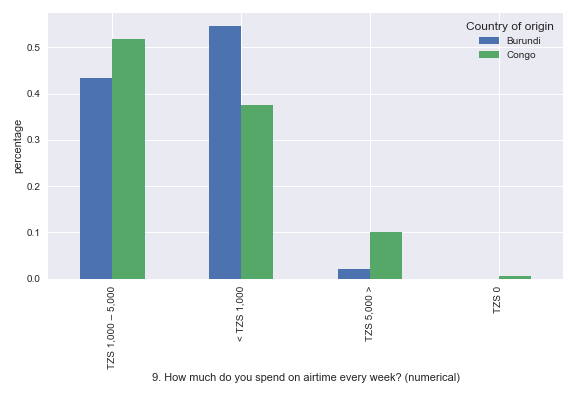 Country of origin
Burundi
Congo
percentage
0.5
0.4
0.3
0.2
0.1
0.0
TZS 1,000 – 5,000
< TZS 1,000
TZS 5,000 >
TZS 0
9. How much do you spend on airtime every week? (numerical)